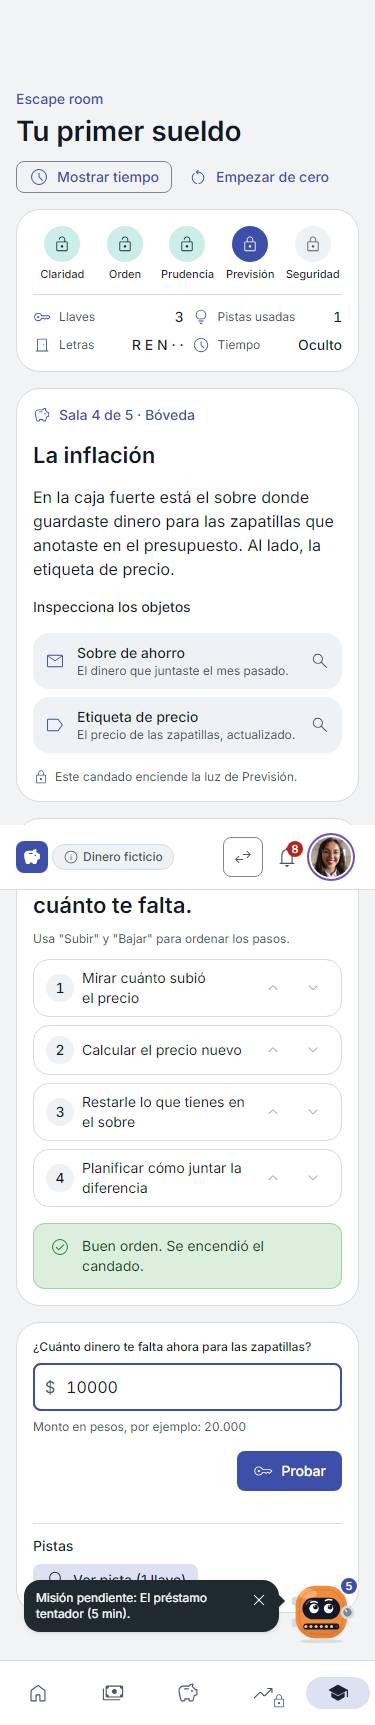 Escape room
Tu primer sueldo
Mostrar tiempo
Empezar de cero
Claridad
Orden
Prudencia
Previsión
Seguridad
Llaves
3
Pistas usadas
1
Letras
R E N · ·
Tiempo
Oculto
Sala 4 de 5 · Bóveda
La inflación
En la caja fuerte está el sobre donde
guardaste dinero para las zapatillas que
anotaste en el presupuesto. Al lado, la
etiqueta de precio.
Inspecciona los objetos
Sobre de ahorro
El dinero que juntaste el mes pasado.
Etiqueta de precio
El precio de las zapatillas, actualizado.
Este candado enciende la luz de Previsión.
Dinero ficticio
8
cuánto te falta.
Usa "Subir" y "Bajar" para ordenar los pasos.
1
Mirar cuánto subió
el precio
2
Calcular el precio nuevo
3
Restarle lo que tienes en
el sobre
4
Planificar cómo juntar la
diferencia
Buen orden. Se encendió el
candado.
¿Cuánto dinero te falta ahora para las zapatillas?
$ 10000
Monto en pesos, por ejemplo: 20.000
Probar
Pistas
Ver pista (1 llave)
Misión pendiente: El préstamo
tentador (5 min).
5